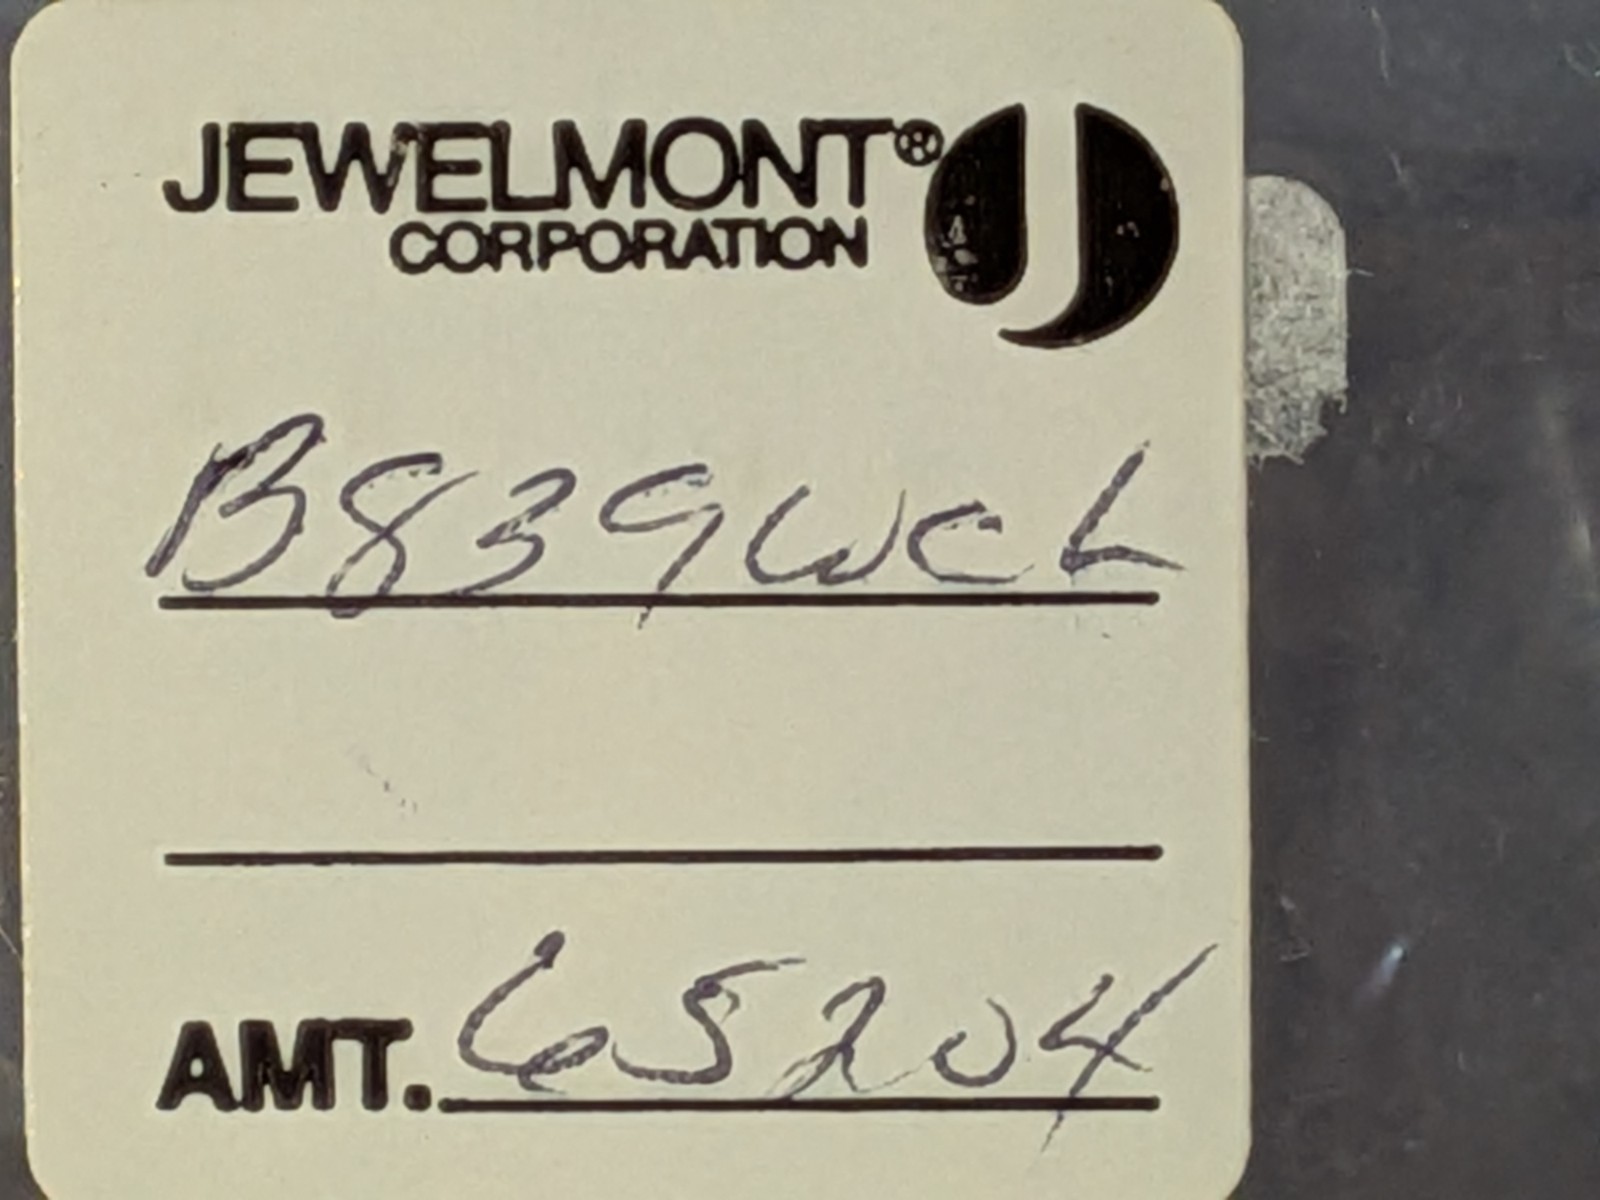 JEWELMONT®
CORPORATION
B839WCL
AMT. 65204